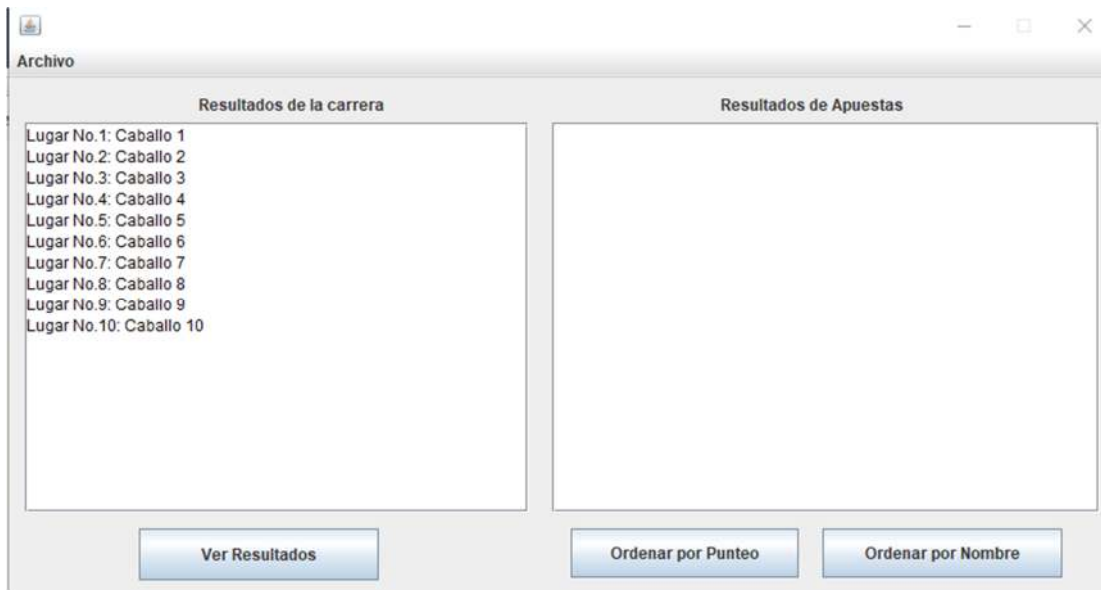 Archivo
Resultados de la carrera
Lugar No.1: Caballo 1
Lugar No.2: Caballo 2
Lugar No.3: Caballo 3
Lugar No.4: Caballo 4
Lugar No.5: Caballo 5
Lugar No.6: Caballo 6
Lugar No.7: Caballo 7
Lugar No.8: Caballo 8
Lugar No.9: Caballo 9
Lugar No.10: Caballo 10
Ver Resultados
Resultados de Apuestas
Ordenar por Punteo
Ordenar por Nombre